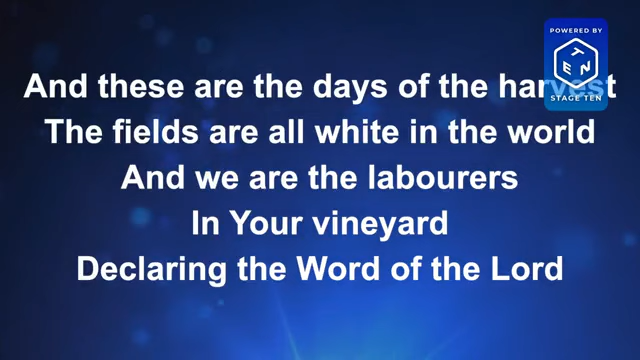 And these are the days of the harvest
The fields are all white in the world
And we are the labourers
In Your vineyard
Declaring the Word of the Lord
POWERED BY
TEN
STAGE TEN